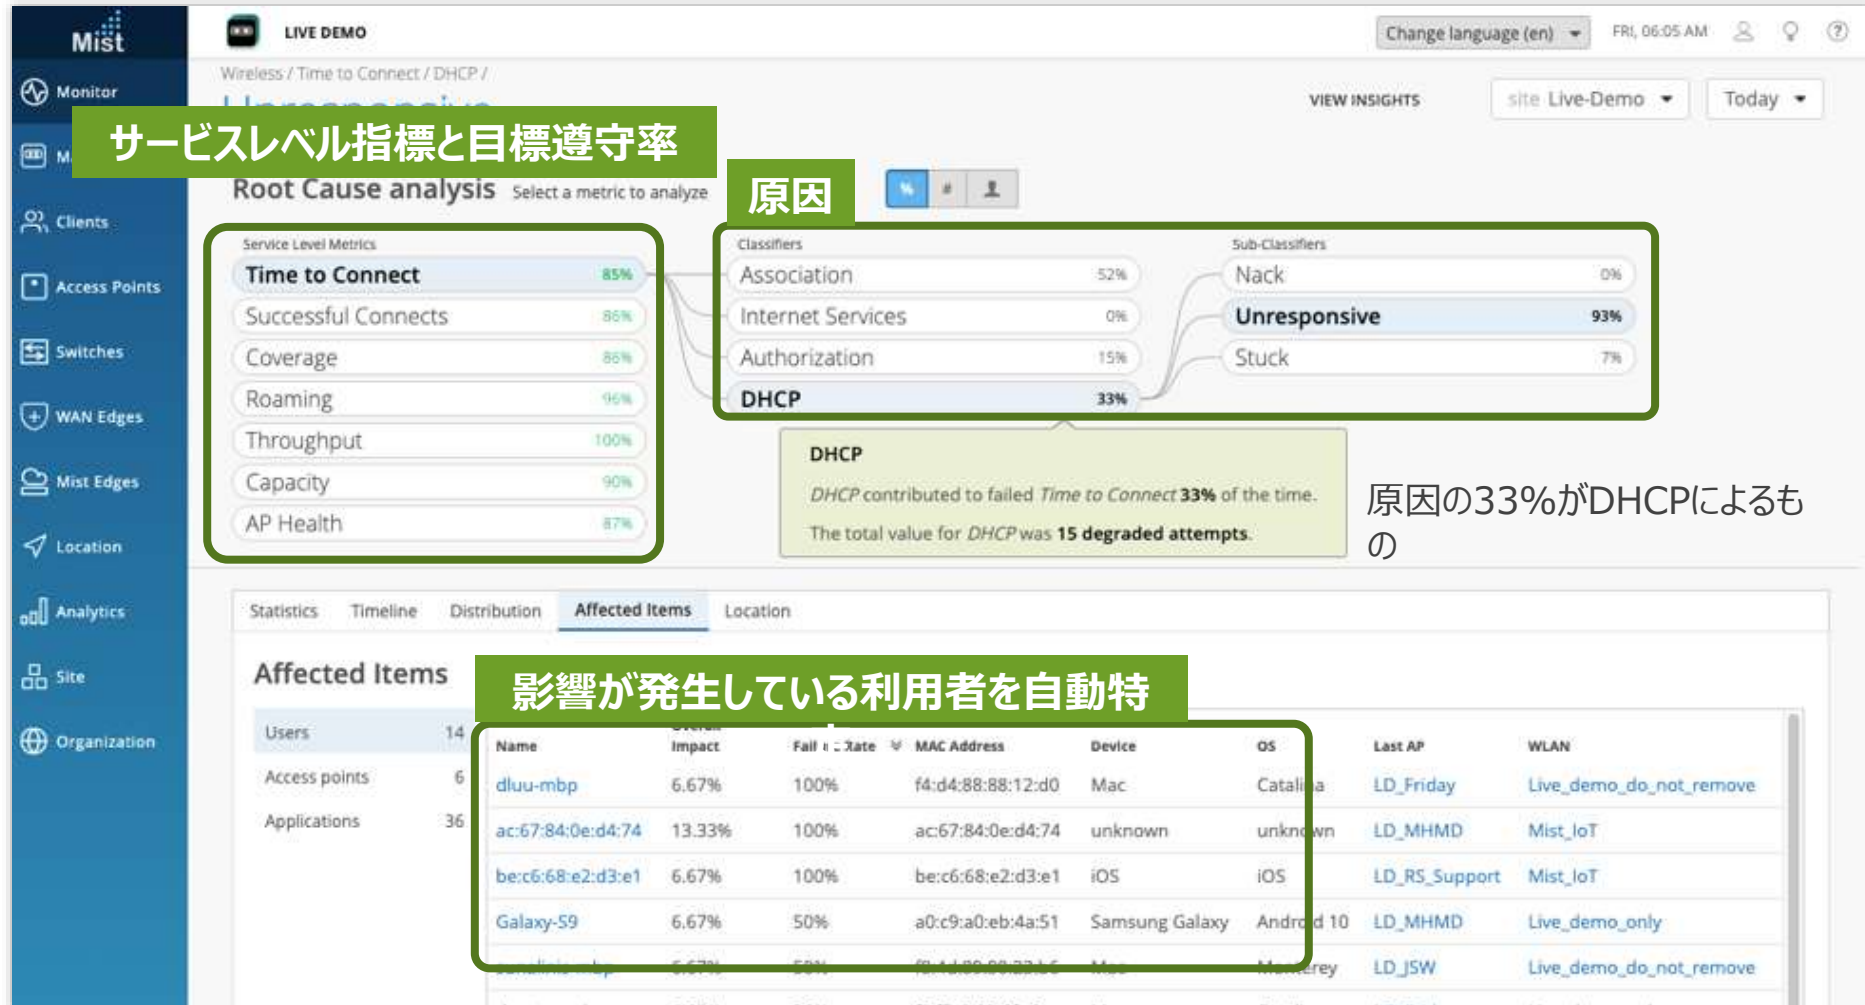 Mist
LIVE DEMO
Change language (en)
FRI, 06:05 AM
Monitor
Wireless / Time to Connect / DHCP /
Unresponsive
VIEW INSIGHTS
site Live-Demo
Today
サービスレベル指標と目標遵守率
Root Cause analysis Select a metric to analyze
原因
% #
Clients
Access Points
Switches
WAN Edges
Mist Edges
Location
Analytics
Site
Organization
Service Level Metrics
Time to Connect 85%
Successful Connects 86%
Coverage 86%
Roaming 96%
Throughput 100%
Capacity 90%
AP Health 87%
Classifiers
Association 52%
Internet Services 0%
Authorization 15%
DHCP 33%
Sub-Classifiers
Nack 0%
Unresponsive 93%
Stuck 7%
DHCP
DHCP contributed to failed Time to Connect 33% of the time.
The total value for DHCP was 15 degraded attempts.
原因の33%がDHCPによるも
の
Statistics Timeline Distribution Affected Items Location
Affected Items
影響が発生している利用者を自動特
Users 14
Access points 6
Applications 36
Name Overall Impact Rate MAC Address Device OS Last AP WLAN
dluu-mbp 6.67% 100% f4:d4:88:88:12:d0 Mac Catalina LD_Friday Live_demo_do_not_remove
ac:67:84:0e:d4:74 13.33% 100% ac:67:84:0e:d4:74 unknown unknown LD_MHMD Mist_IoT
be:c6:68:e2:d3:e1 6.67% 100% be:c6:68:e2:d3:e1 iOS iOS LD_RS_Support Mist_IoT
Galaxy-S9 6.67% 50% a0:c9:a0:eb:4a:51 Samsung Galaxy Android 10 LD_MHMD Live_demo_only
6.67% 50% Mac Monterey LD_JSW Live_demo_do_not_remove